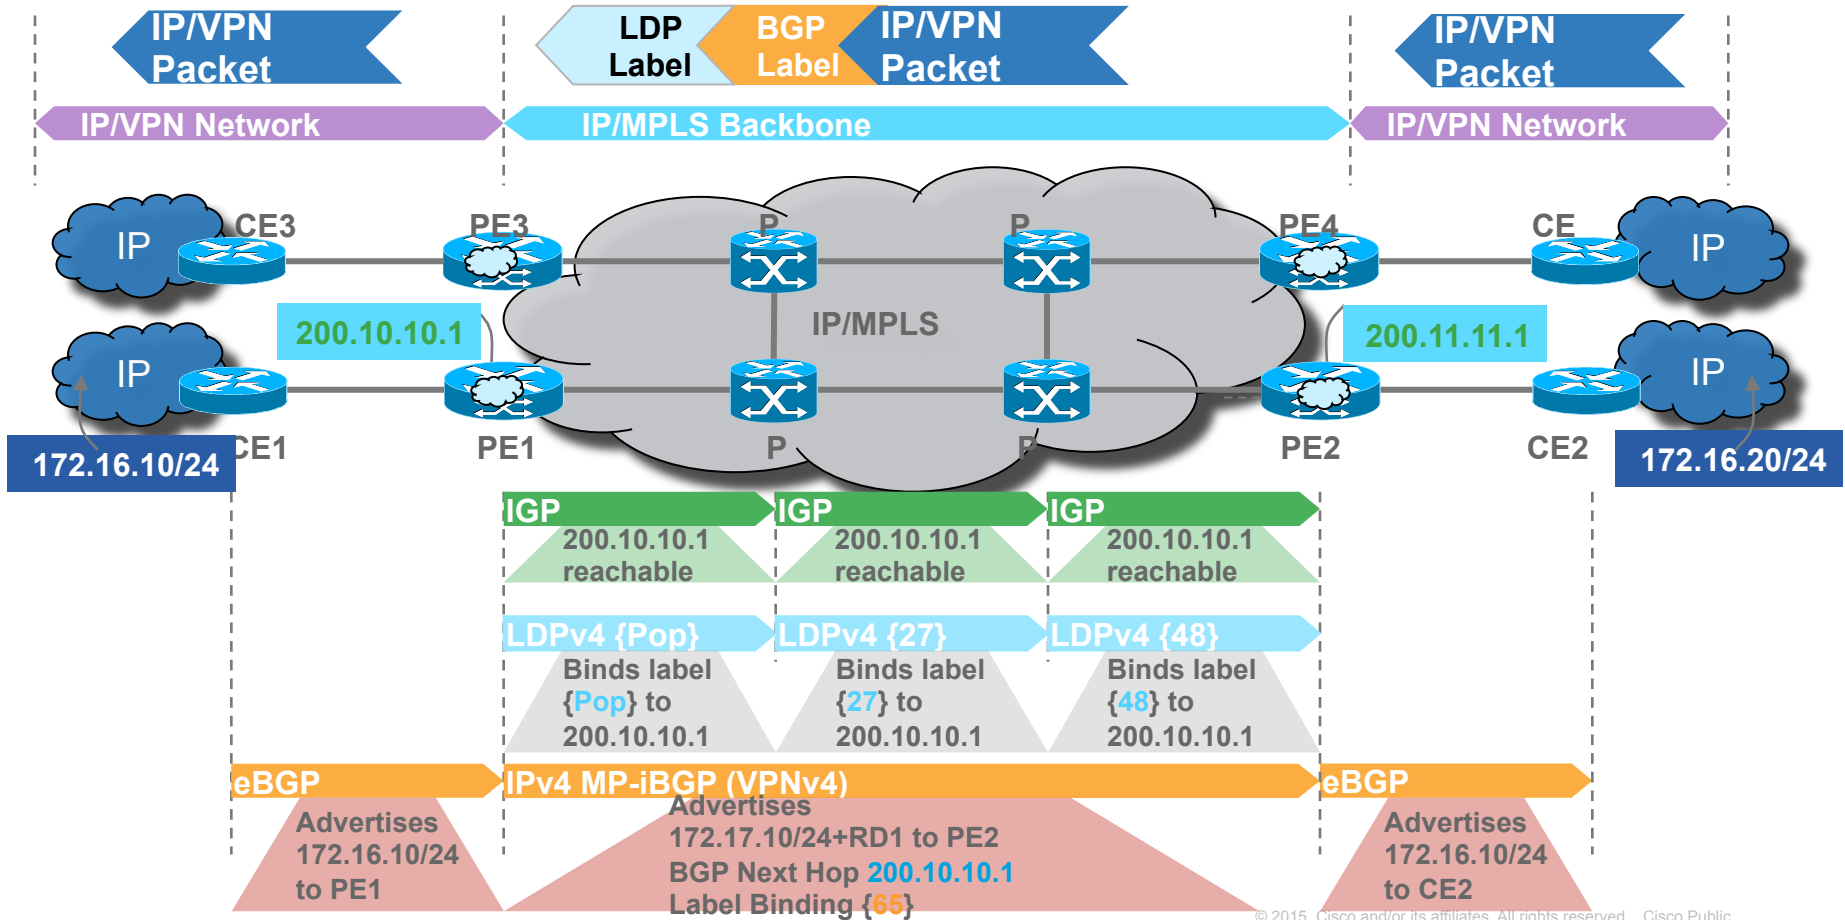 IP/VPN
Packet
LDP
Label
BGP
Label
IP/VPN
Packet
IP/VPN
Packet
IP/VPN Network
IP/MPLS Backbone
IP/VPN Network
IP
CE3
PE3
P
P
PE4
CE
IP
200.10.10.1
IP/MPLS
200.11.11.1
IP
IP
172.16.10/24
CE1
PE1
P
P
PE2
CE2
172.16.20/24
IGP
IGP
IGP
200.10.10.1
reachable
200.10.10.1
reachable
200.10.10.1
reachable
LDPv4 {Pop}
LDPv4 {27}
LDPv4 {48}
Binds label
{Pop} to
200.10.10.1
Binds label
{27} to
200.10.10.1
Binds label
{48} to
200.10.10.1
eBGP
IPv4 MP-iBGP (VPNv4)
eBGP
Advertises
172.16.10/24
to PE1
Advertises
172.17.10/24+RD1 to PE2
BGP Next Hop 200.10.10.1
Label Binding {65}
Advertises
172.16.10/24
to CE2
© 2015 Cisco and/or its affiliates. All rights reserved. Cisco Public